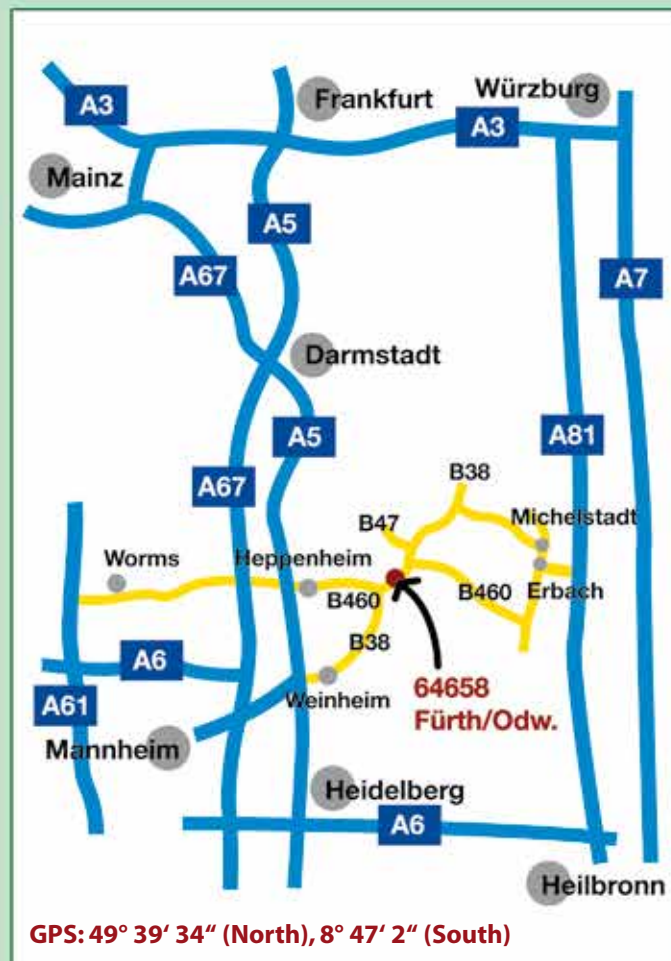 Frankfurt
Würzburg
A3
A3
Mainz
A5
A67
A7
Darmstadt
A5
A81
A67
B38
B47
Michelstadt
Worms
Heppenheim
B460
B460
Erbach
B38
A6
Weinheim
64658
Fürth/Odw.
A61
Mannheim
Heidelberg
A6
Heilbronn
GPS: 49° 39‘ 34“ (North), 8° 47‘ 2“ (South)